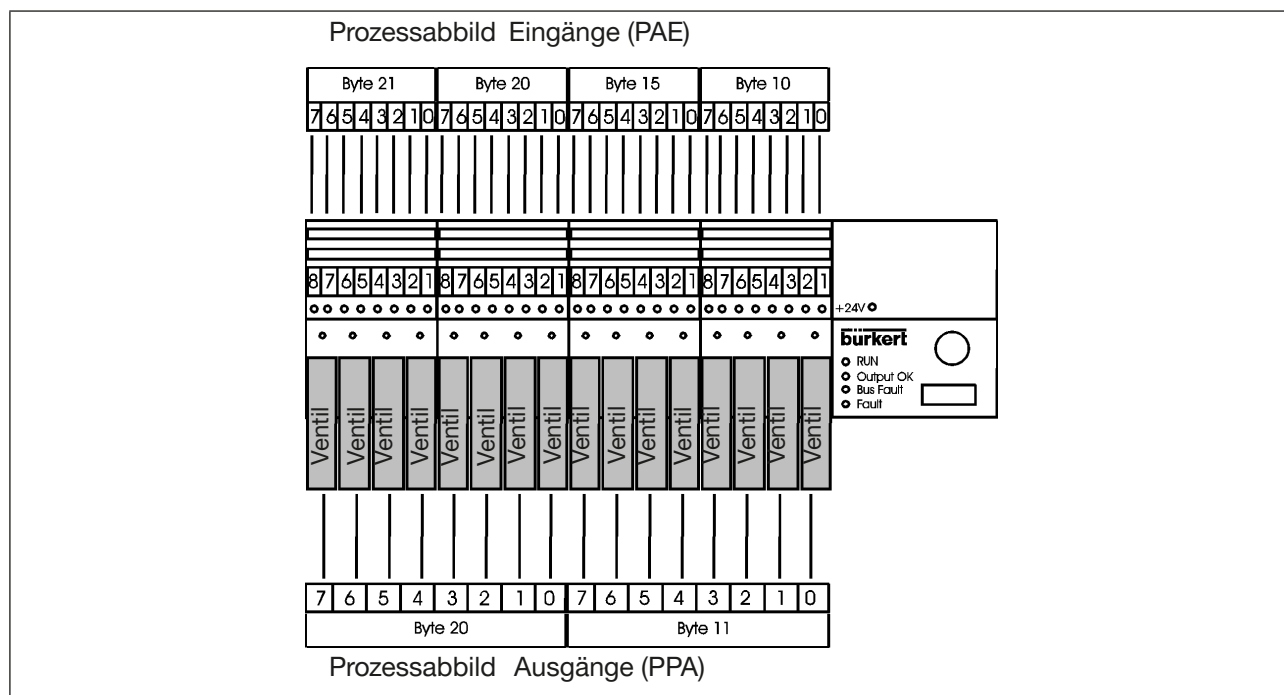 Prozessabbild Eingänge (PAE)
Byte 21 Byte 20 Byte 15 Byte 10
7 6 5 4 3 2 1 0 7 6 5 4 3 2 1 0 7 6 5 4 3 2 1 0 7 6 5 4 3 2 1 0
8 7 6 5 4 3 2 1 8 7 6 5 4 3 2 1 8 7 6 5 4 3 2 1 8 7 6 5 4 3 2 1
+24V
bürkert
RUN
Output OK
Bus Fault
Fault
Ventil Ventil Ventil Ventil Ventil Ventil Ventil Ventil Ventil Ventil Ventil Ventil Ventil Ventil Ventil Ventil
7 6 5 4 3 2 1 0 7 6 5 4 3 2 1 0
Byte 20 Byte 11
Prozessabbild Ausgänge (PPA)